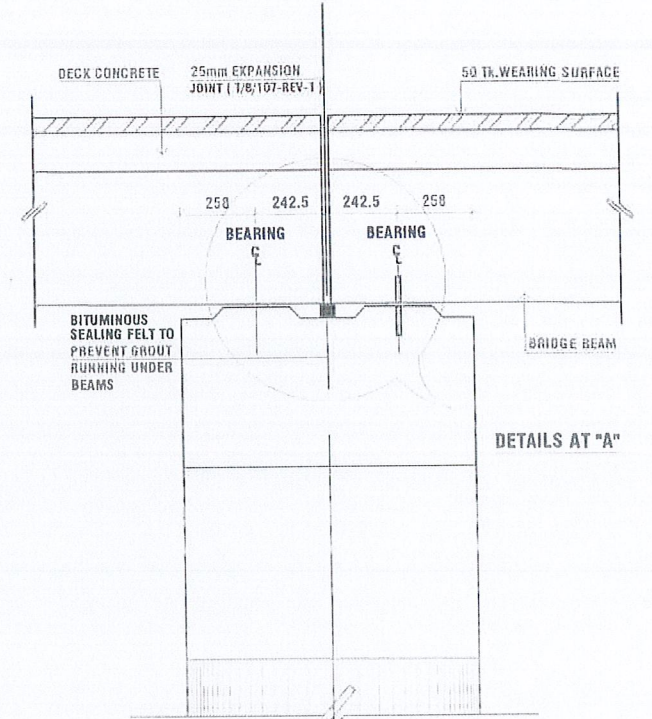 DECK CONCRETE
25mm EXPANSION
JOINT ( T/8/107-REV-1 )
50 Tk.WEARING SURFACE
258 242.5 242.5 258
BEARING BEARING
BITUMINOUS
SEALING FELT TO
PREVENT GROUT
RUNNING UNDER
BEAMS
BRIDGE BEAM
DETAILS AT "A"